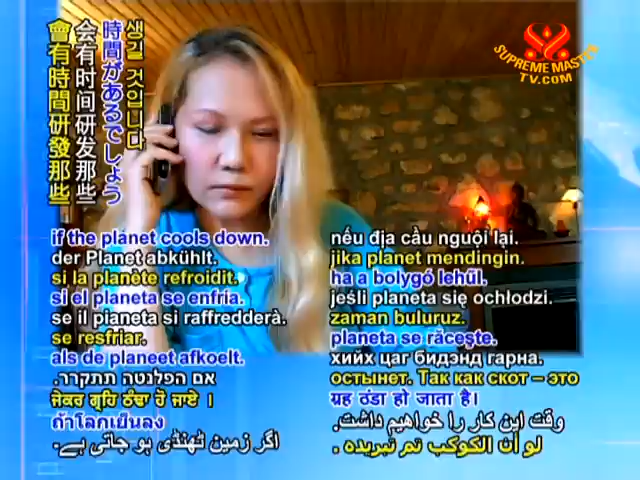 會有時間研發那些
会有时间研发那些
時間があるでしょう
생길 것입니다
SUPREME MASTER
TV.COM
if the planet cools down.
der Planet abkühlt.
si la planète refroidit.
si el planeta se enfría.
se il pianeta si raffredderà.
se resfriar.
als de planeet afkoelt.
אם הפלנטה תתקרר.
ਜੇਕਰ ਗ੍ਰਹਿ ਠੰਢਾ ਹੋ ਜਾਏ ।
ถ้าโลกเย็นลง
اگر زمین ٹھنڈی ہو جاتی ہے۔
nếu địa cầu nguội lại.
jika planet mendingin.
ha a bolygó lehűl.
jeśli planeta się ochłodzi.
zaman buluruz.
planeta se răceşte.
хийх цаг бидэнд гарна.
остынет. Так как скот – это
ग्रह ठंडा हो जाता है।
وقت این کار را خواهیم داشت.
لو أن الكوكب تم تبريده .